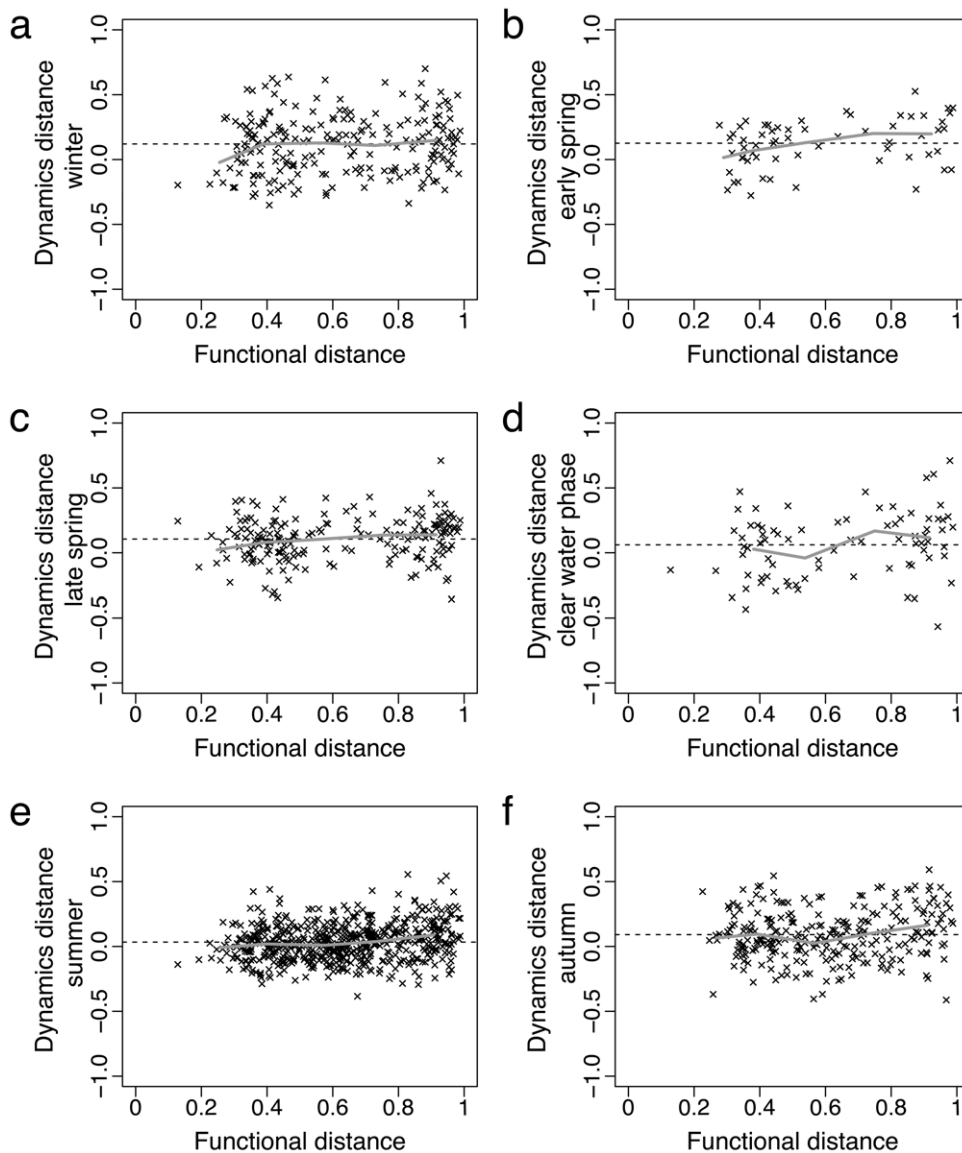 a
1.0
0.5
0.0
−0.5
−1.0
Dynamics distance
winter
0 0.2 0.4 0.6 0.8 1
Functional distance
b
1.0
0.5
0.0
−0.5
−1.0
Dynamics distance
early spring
0 0.2 0.4 0.6 0.8 1
Functional distance
c
1.0
0.5
0.0
−0.5
−1.0
Dynamics distance
late spring
0 0.2 0.4 0.6 0.8 1
Functional distance
d
1.0
0.5
0.0
−0.5
−1.0
Dynamics distance
clear water phase
0 0.2 0.4 0.6 0.8 1
Functional distance
e
1.0
0.5
0.0
−0.5
−1.0
Dynamics distance
summer
0 0.2 0.4 0.6 0.8 1
Functional distance
f
1.0
0.5
0.0
−0.5
−1.0
Dynamics distance
autumn
0 0.2 0.4 0.6 0.8 1
Functional distance